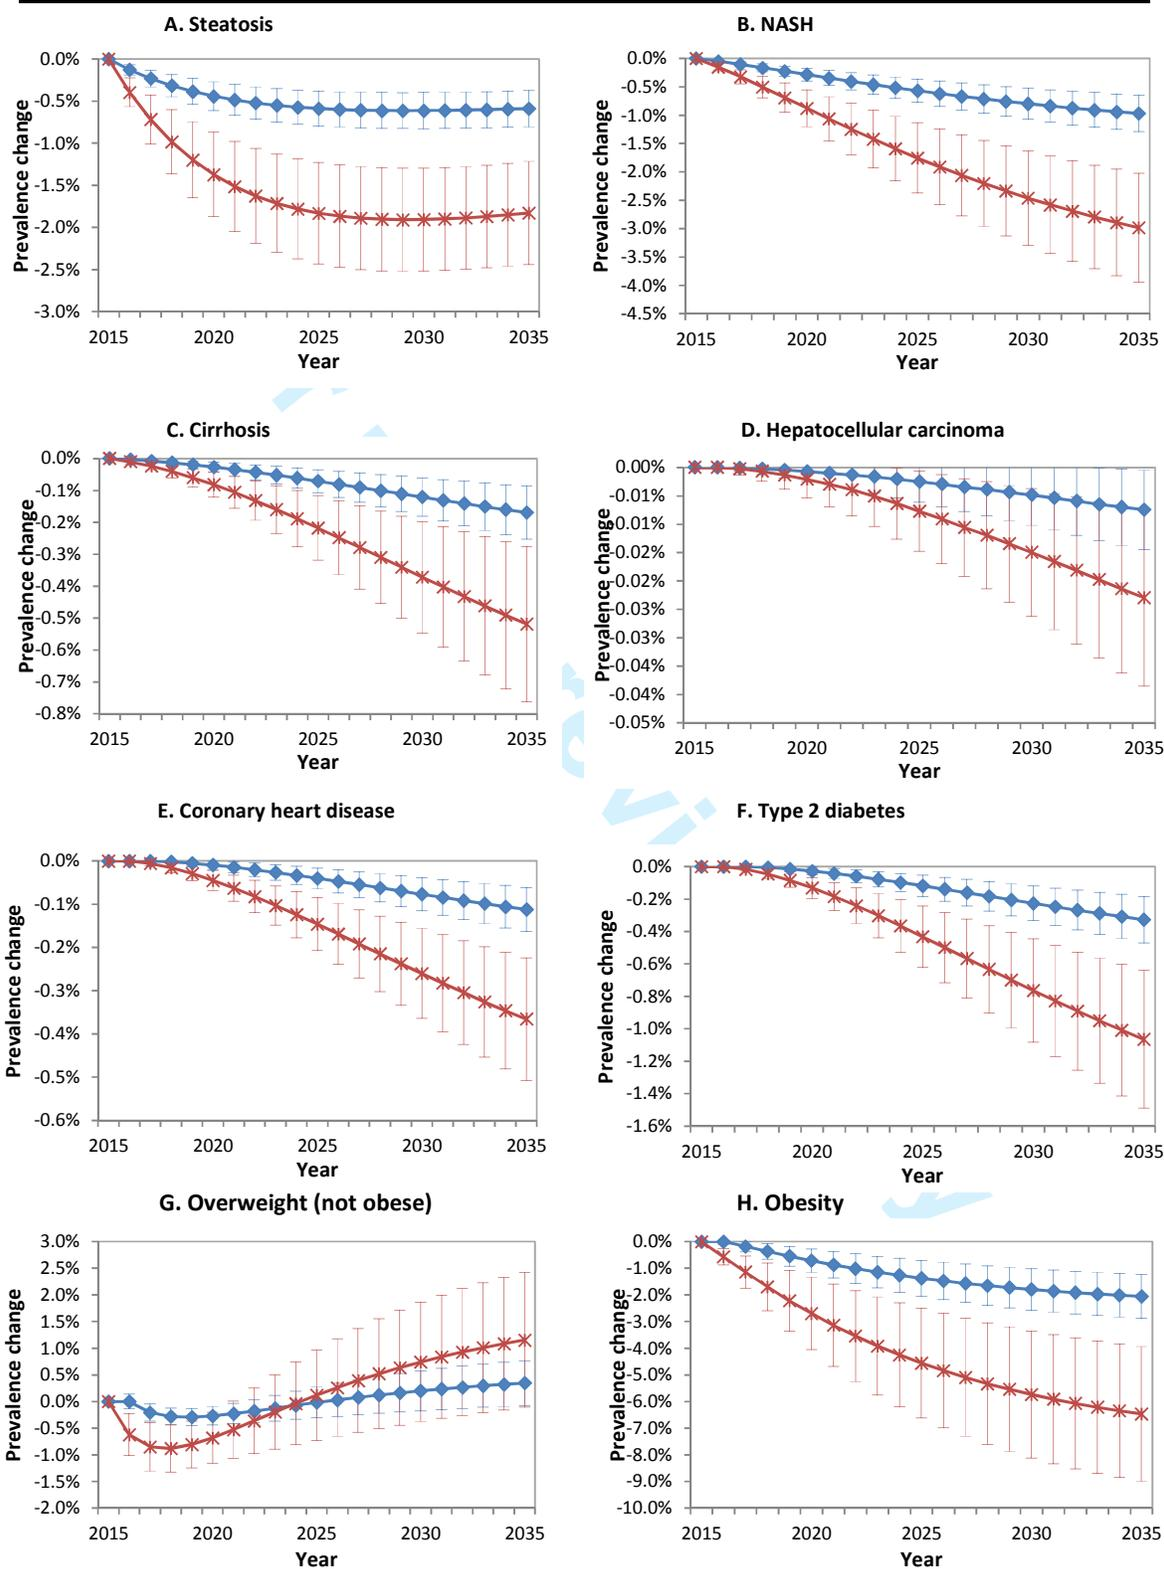 A. Steatosis
0.0%
-0.5%
-1.0%
-1.5%
-2.0%
-2.5%
-3.0%
Prevalence change
2015 2020 2025 2030 2035
Year
B. NASH
0.0%
-0.5%
-1.0%
-1.5%
-2.0%
-2.5%
-3.0%
-3.5%
-4.0%
-4.5%
Prevalence change
2015 2020 2025 2030 2035
Year
C. Cirrhosis
0.0%
-0.1%
-0.2%
-0.3%
-0.4%
-0.5%
-0.6%
-0.7%
-0.8%
Prevalence change
2015 2020 2025 2030 2035
Year
D. Hepatocellular carcinoma
0.00%
-0.01%
-0.01%
-0.02%
-0.02%
-0.03%
-0.03%
-0.04%
-0.04%
-0.05%
Prevalence change
2015 2020 2025 2030 2035
Year
E. Coronary heart disease
0.0%
-0.1%
-0.2%
-0.3%
-0.4%
-0.5%
-0.6%
Prevalence change
2015 2020 2025 2030 2035
Year
F. Type 2 diabetes
0.0%
-0.2%
-0.4%
-0.6%
-0.8%
-1.0%
-1.2%
-1.4%
-1.6%
Prevalence change
2015 2020 2025 2030 2035
Year
G. Overweight (not obese)
3.0%
2.5%
2.0%
1.5%
1.0%
0.5%
0.0%
-0.5%
-1.0%
-1.5%
-2.0%
Prevalence change
2015 2020 2025 2030 2035
Year
H. Obesity
0.0%
-1.0%
-2.0%
-3.0%
-4.0%
-5.0%
-6.0%
-7.0%
-8.0%
-9.0%
-10.0%
Prevalence change
2015 2020 2025 2030 2035
Year